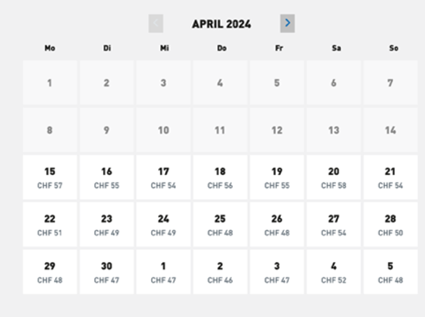 APRIL 2024
Mo Di Mi Do Fr Sa So
1 2 3 4 5 6 7
8 9 10 11 12 13 14
15 16 17 18 19 20 21
CHF 57 CHF 55 CHF 54 CHF 56 CHF 55 CHF 58 CHF 54
22 23 24 25 26 27 28
CHF 51 CHF 49 CHF 49 CHF 48 CHF 48 CHF 54 CHF 50
29 30 1 2 3 4 5
CHF 48 CHF 47 CHF 47 CHF 46 CHF 47 CHF 52 CHF 48